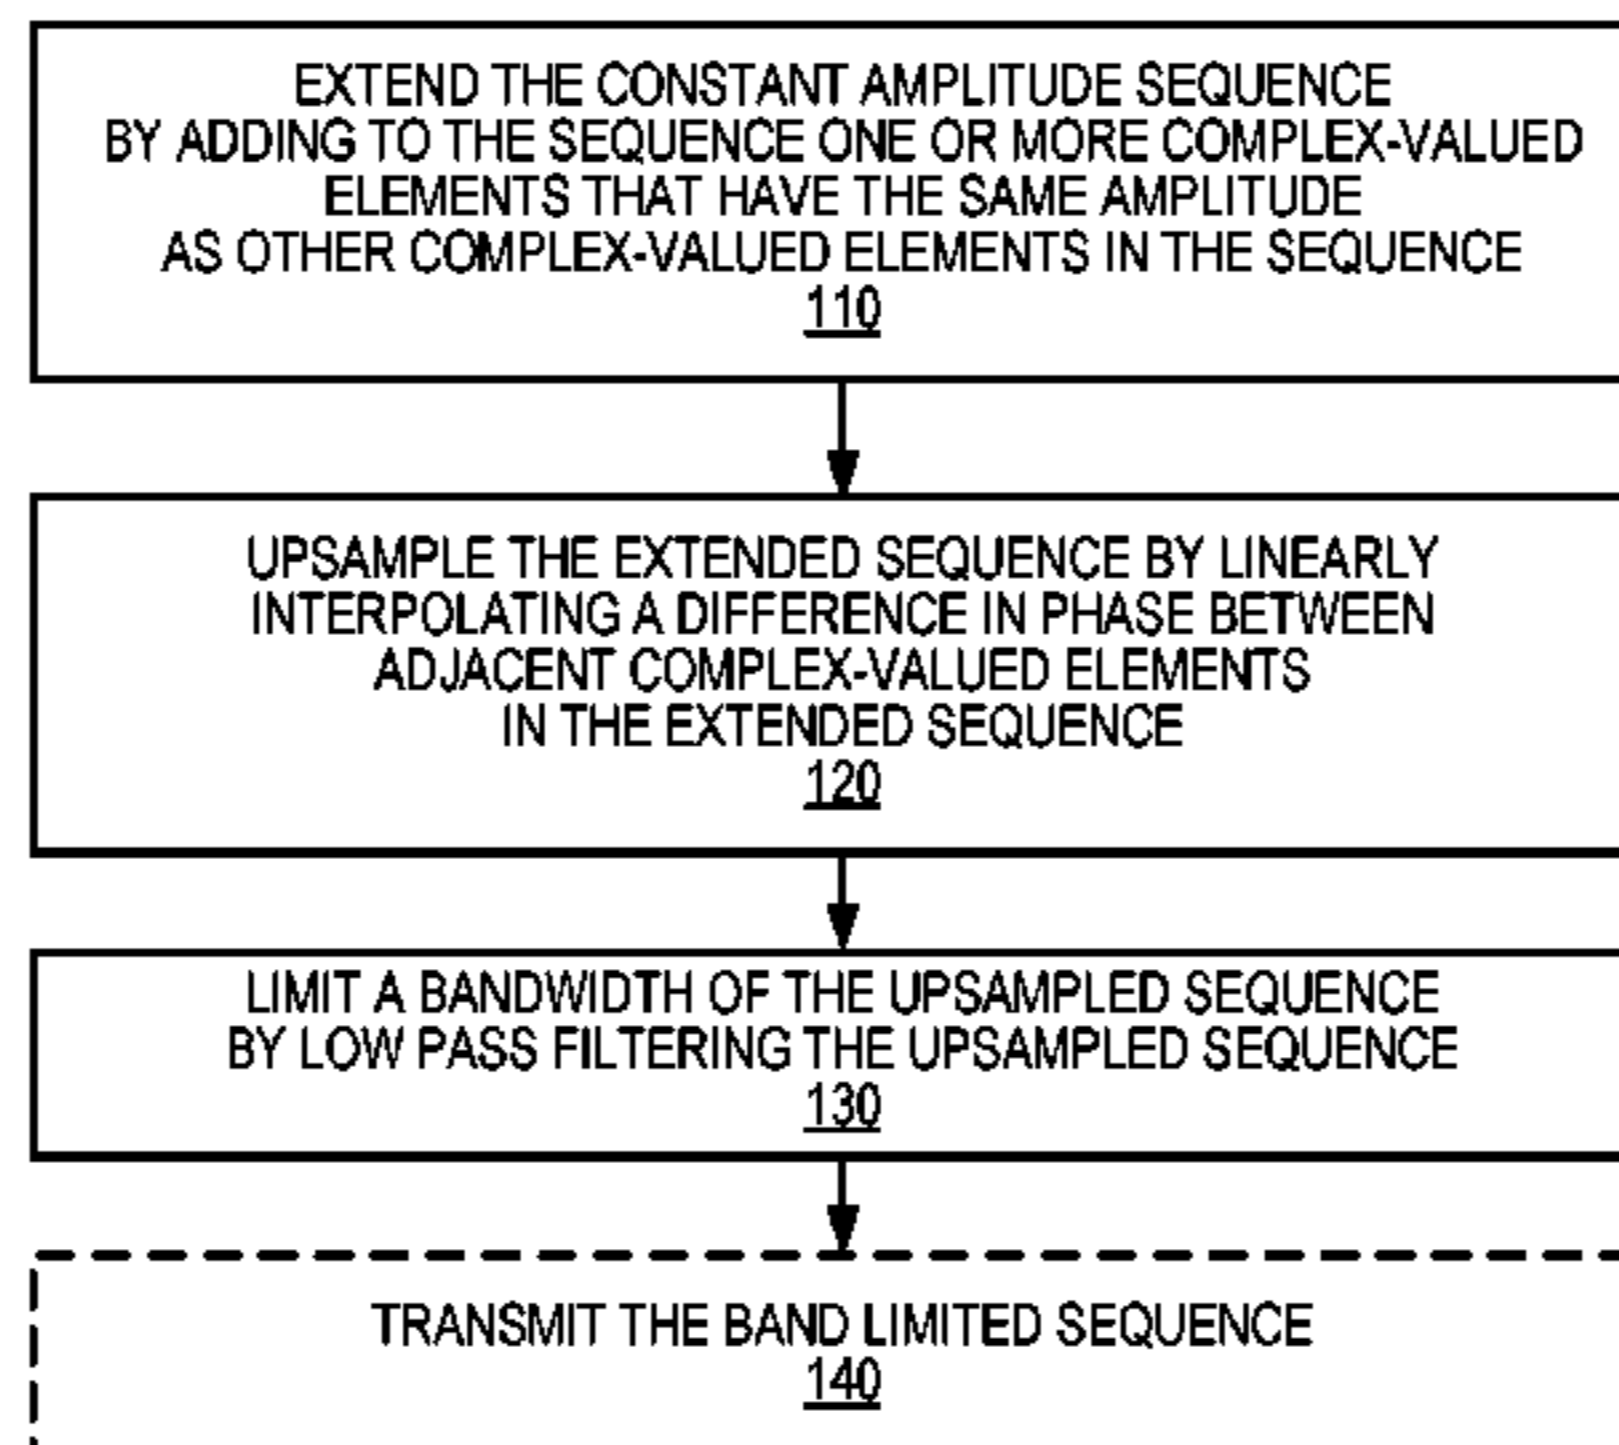 EXTEND THE CONSTANT AMPLITUDE SEQUENCE
BY ADDING TO THE SEQUENCE ONE OR MORE COMPLEX-VALUED
ELEMENTS THAT HAVE THE SAME AMPLITUDE
AS OTHER COMPLEX-VALUED ELEMENTS IN THE SEQUENCE
110
UPSAMPLE THE EXTENDED SEQUENCE BY LINEARLY
INTERPOLATING A DIFFERENCE IN PHASE BETWEEN
ADJACENT COMPLEX-VALUED ELEMENTS
IN THE EXTENDED SEQUENCE
120
LIMIT A BANDWIDTH OF THE UPSAMPLED SEQUENCE
BY LOW PASS FILTERING THE UPSAMPLED SEQUENCE
130
TRANSMIT THE BAND LIMITED SEQUENCE
140